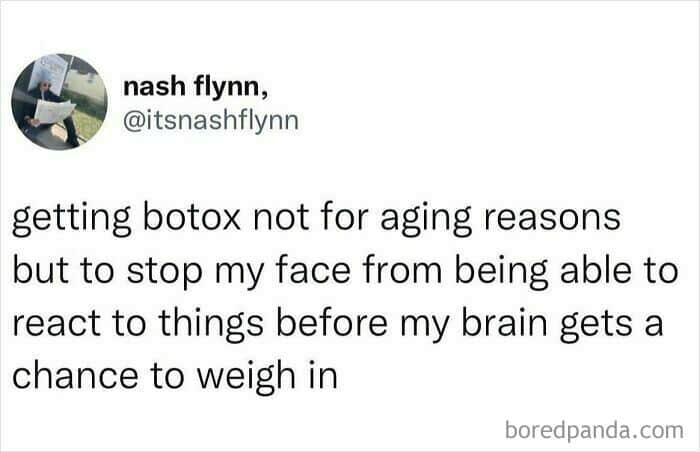 nash flynn,
@itsnashflynn
getting botox not for aging reasons
but to stop my face from being able to
react to things before my brain gets a
chance to weigh in
boredpanda.com